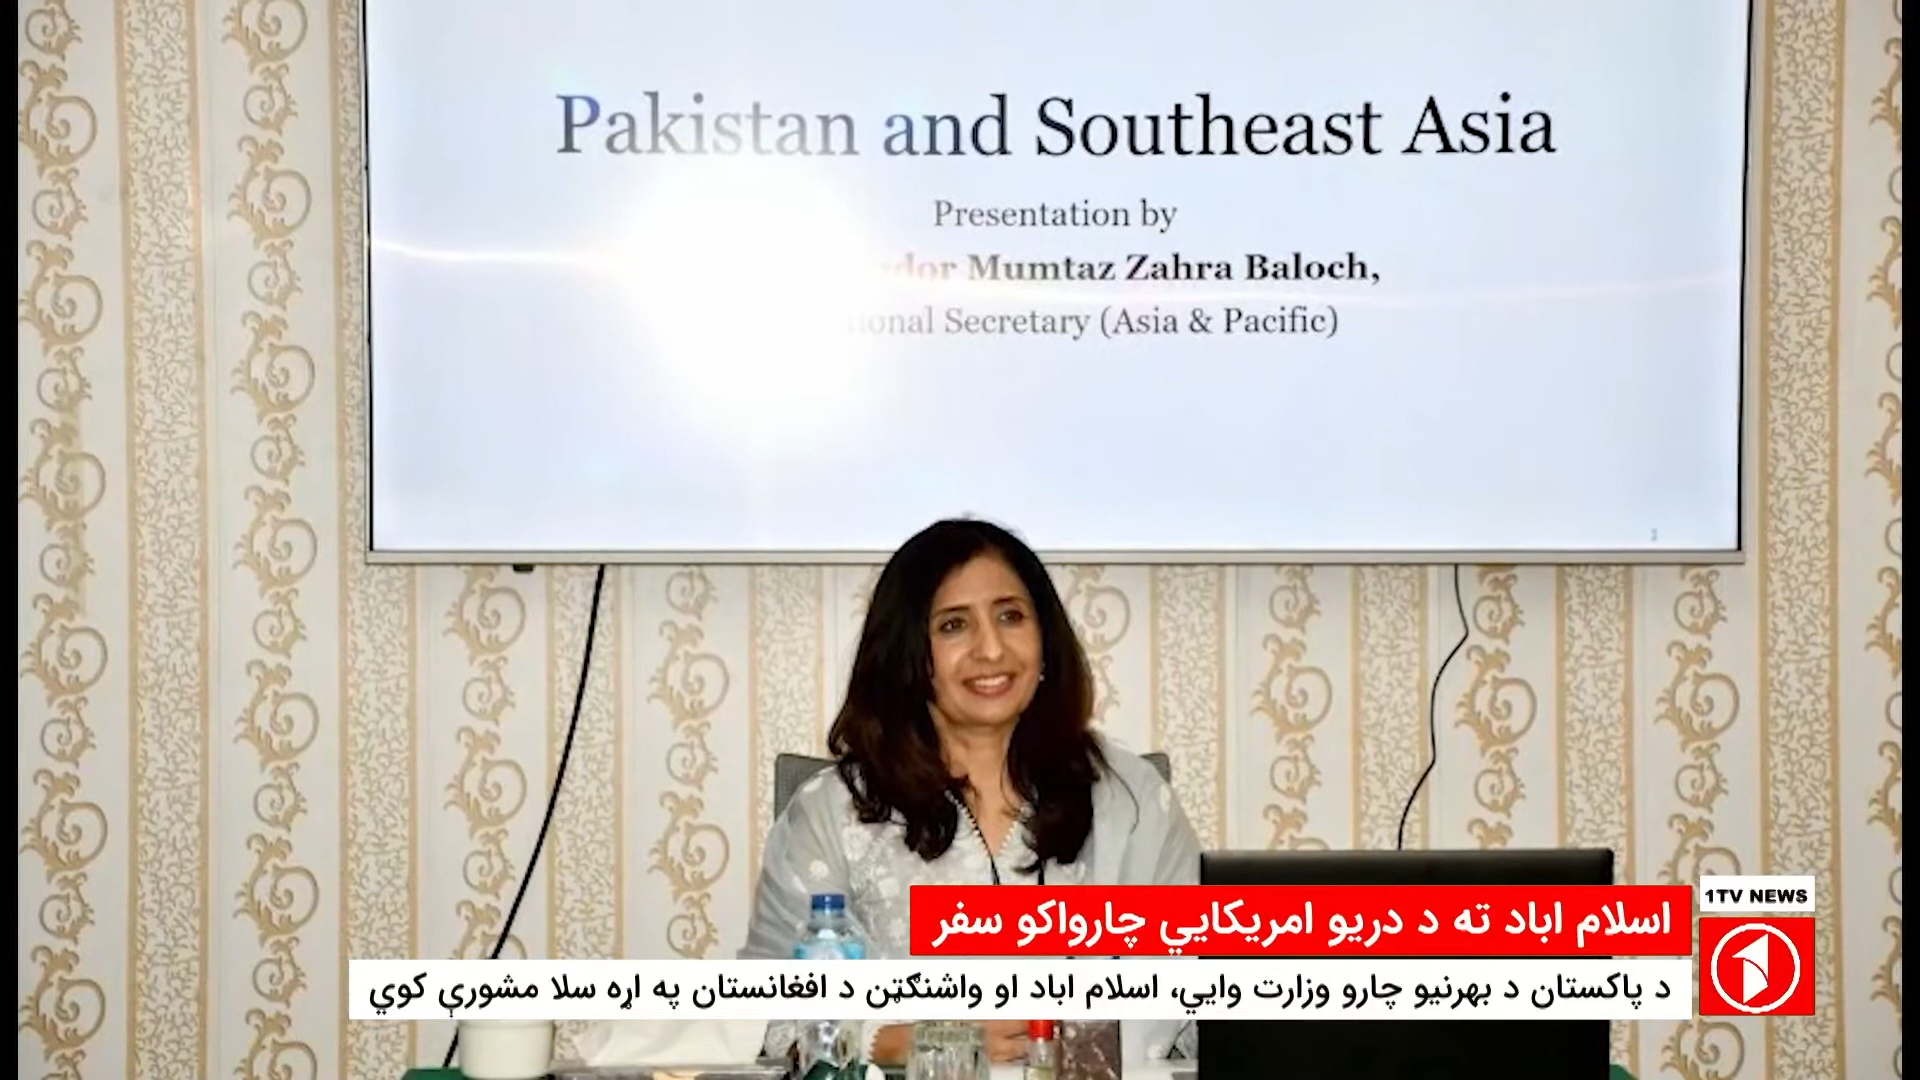 Pakistan and Southeast Asia
Presentation by
Mumtaz Zahra Baloch,
Secretary (Asia & Pacific)
1TV NEWS
اسلام اباد ته د دريو امريکايي چارواکو سفر
د پاکستان د بهرنيو چارو وزارت وايي، اسلام اباد او واشنګټن د افغانستان په اړه سلا مشورې کوي